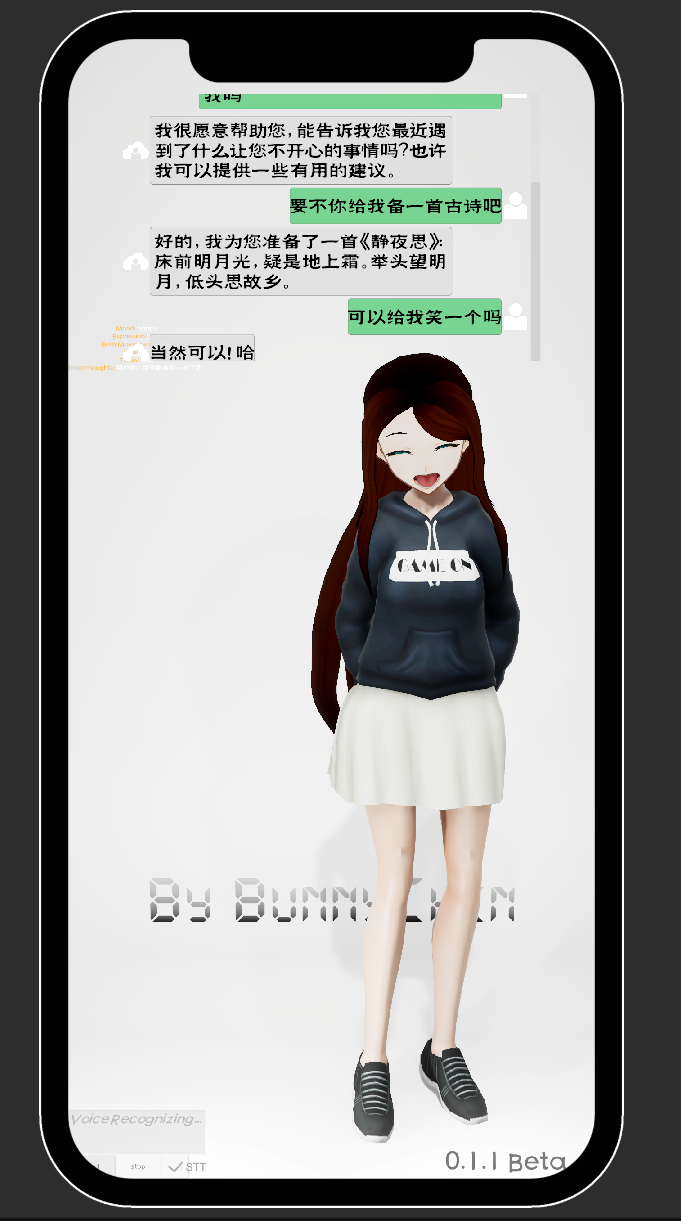 我吗
我很愿意帮助您,能告诉我您最近遇
到了什么让您不开心的事情吗?也许
我可以提供一些有用的建议。
要不你给我备一首古诗吧
好的,我为您准备了一首《静夜思》:
床前明月光,疑是地上霜。举头望明
月,低头思故乡。
可以给我笑一个吗
当然可以!哈
GAME ON
By Bunny
VoiceRecognizing...
stop
STT
0.1.1 Beta